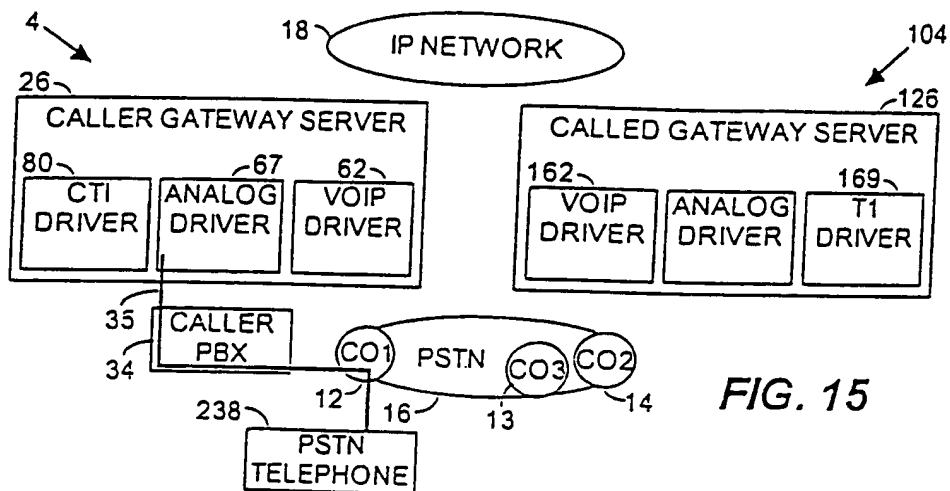 4
18
IP NETWORK
104
26
126
CALLER GATEWAY SERVER
CALLED GATEWAY SERVER
80
67
62
162
169
CTI
DRIVER
ANALOG
DRIVER
VOIP
DRIVER
VOIP
DRIVER
ANALOG
DRIVER
T1
DRIVER
35
CALLER
PBX
34
CO1
PSTN
CO3
CO2
12
16
13
14
FIG. 15
238
PSTN
TELEPHONE